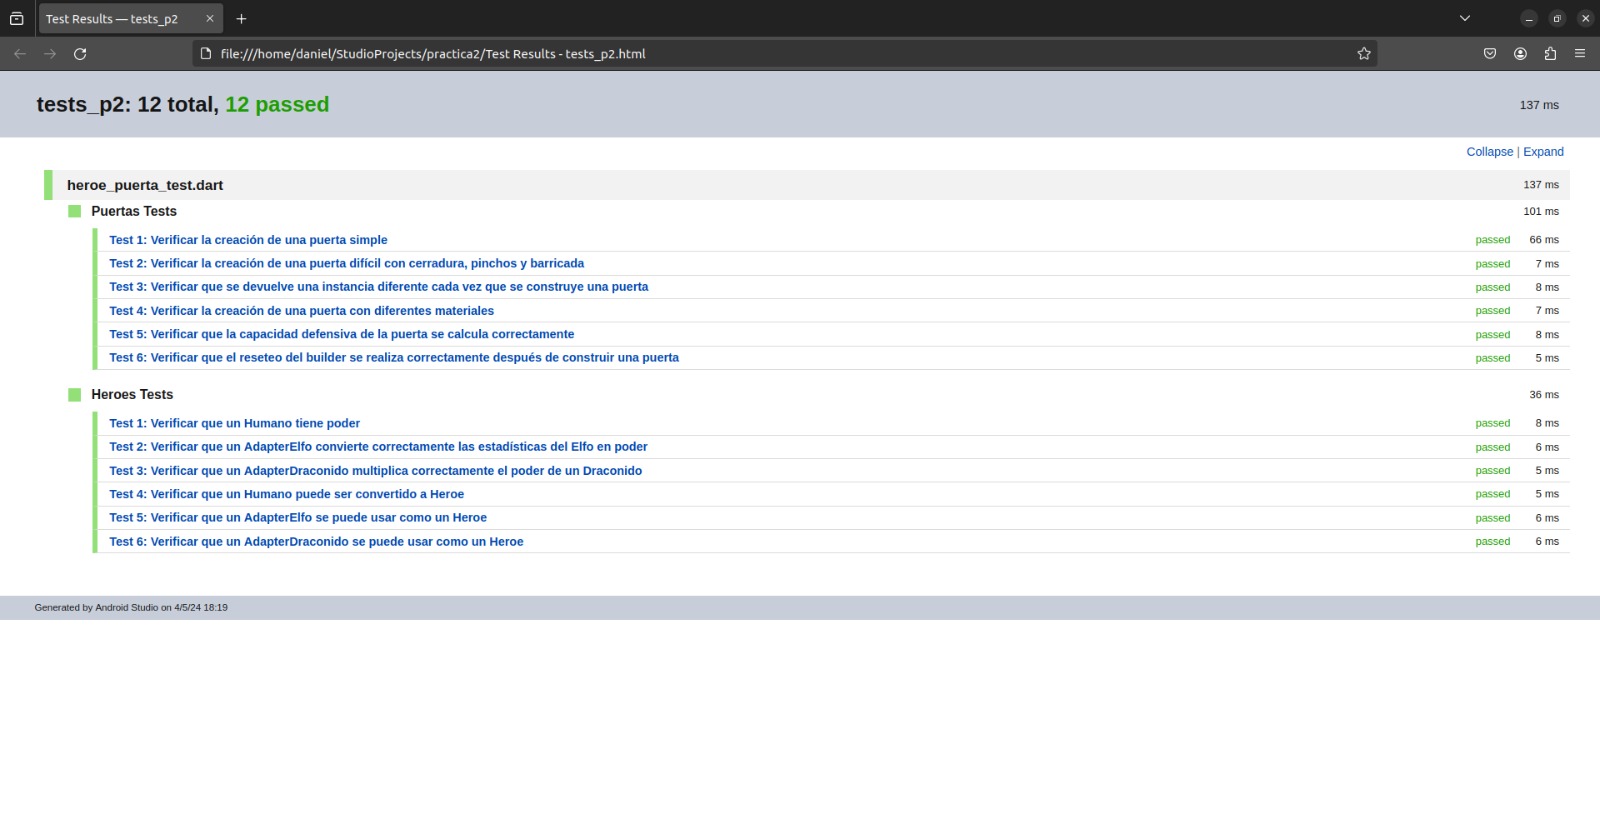 Test Results — tests_p2
file:///home/daniel/StudioProjects/practica2/Test Results - tests_p2.html
tests_p2: 12 total, 12 passed 137 ms
Collapse | Expand
heroe_puerta_test.dart 137 ms
Puertas Tests 101 ms
Test 1: Verificar la creación de una puerta simple passed 66 ms
Test 2: Verificar la creación de una puerta difícil con cerradura, pinchos y barricada passed 7 ms
Test 3: Verificar que se devuelve una instancia diferente cada vez que se construye una puerta passed 8 ms
Test 4: Verificar la creación de una puerta con diferentes materiales passed 7 ms
Test 5: Verificar que la capacidad defensiva de la puerta se calcula correctamente passed 8 ms
Test 6: Verificar que el reseteo del builder se realiza correctamente después de construir una puerta passed 5 ms
Heroes Tests 36 ms
Test 1: Verificar que un Humano tiene poder passed 8 ms
Test 2: Verificar que un AdapterElfo convierte correctamente las estadísticas del Elfo en poder passed 6 ms
Test 3: Verificar que un AdapterDraconido multiplica correctamente el poder de un Draconido passed 5 ms
Test 4: Verificar que un Humano puede ser convertido a Heroe passed 5 ms
Test 5: Verificar que un AdapterElfo se puede usar como un Heroe passed 6 ms
Test 6: Verificar que un AdapterDraconido se puede usar como un Heroe passed 6 ms
Generated by Android Studio on 4/5/24 18:19